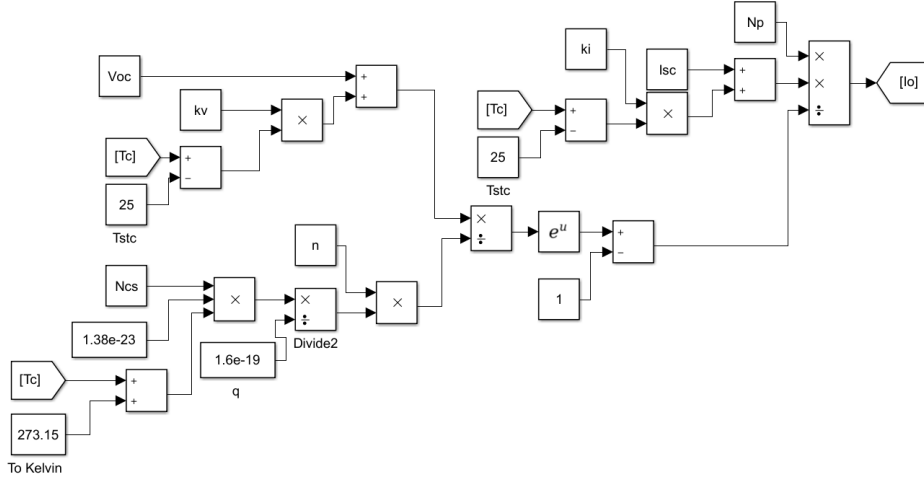 Np
ki
Isc
Voc
+
+
+
+
×
×
÷
[Io]
kv
×
[Tc]
+
−
×
[Tc]
+
−
25
Tstc
25
Tstc
×
÷
e^u
+
−
n
1
Ncs
×
×
÷
×
1.38e-23
Divide2
1.6e-19
q
[Tc]
+
+
273.15
To Kelvin